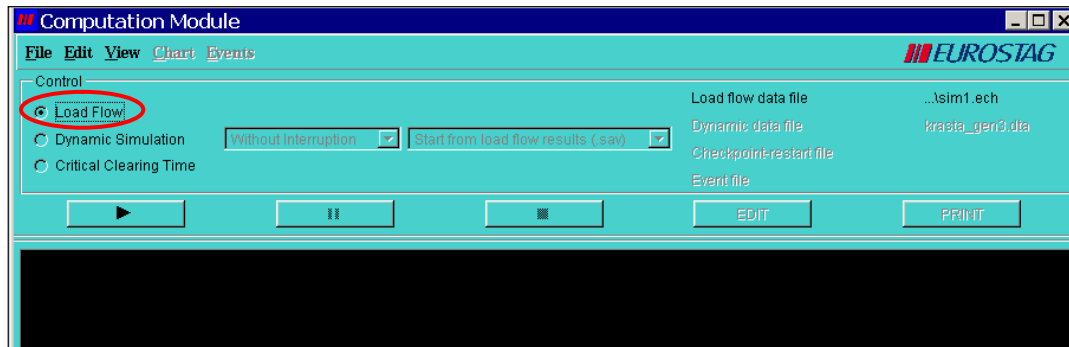 Computation Module
File Edit View Chart Events
EUROSTAG
Control
Load Flow
Dynamic Simulation
Without Interruption
Start from load flow results (.sav)
Critical Clearing Time
Load flow data file ...\sim1.ech
Dynamic data file krasta_gen3.dta
Checkpoint-restart file
Event file
EDIT
PRINT